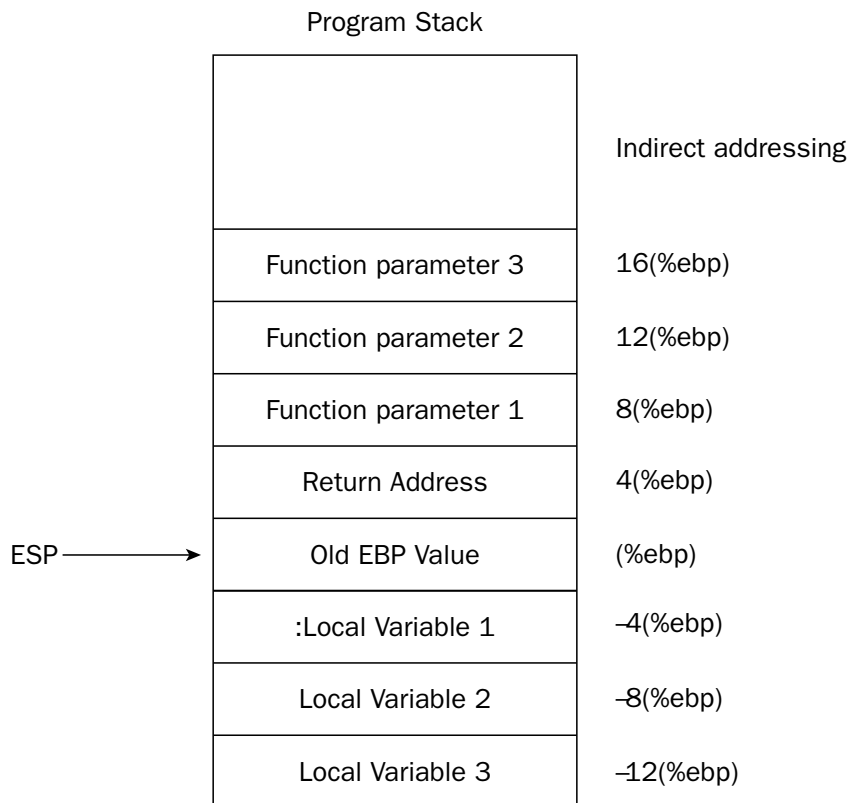 Program Stack
Indirect addressing
Function parameter 3 16(%ebp)
Function parameter 2 12(%ebp)
Function parameter 1 8(%ebp)
Return Address 4(%ebp)
ESP Old EBP Value (%ebp)
:Local Variable 1 –4(%ebp)
Local Variable 2 –8(%ebp)
Local Variable 3 –12(%ebp)